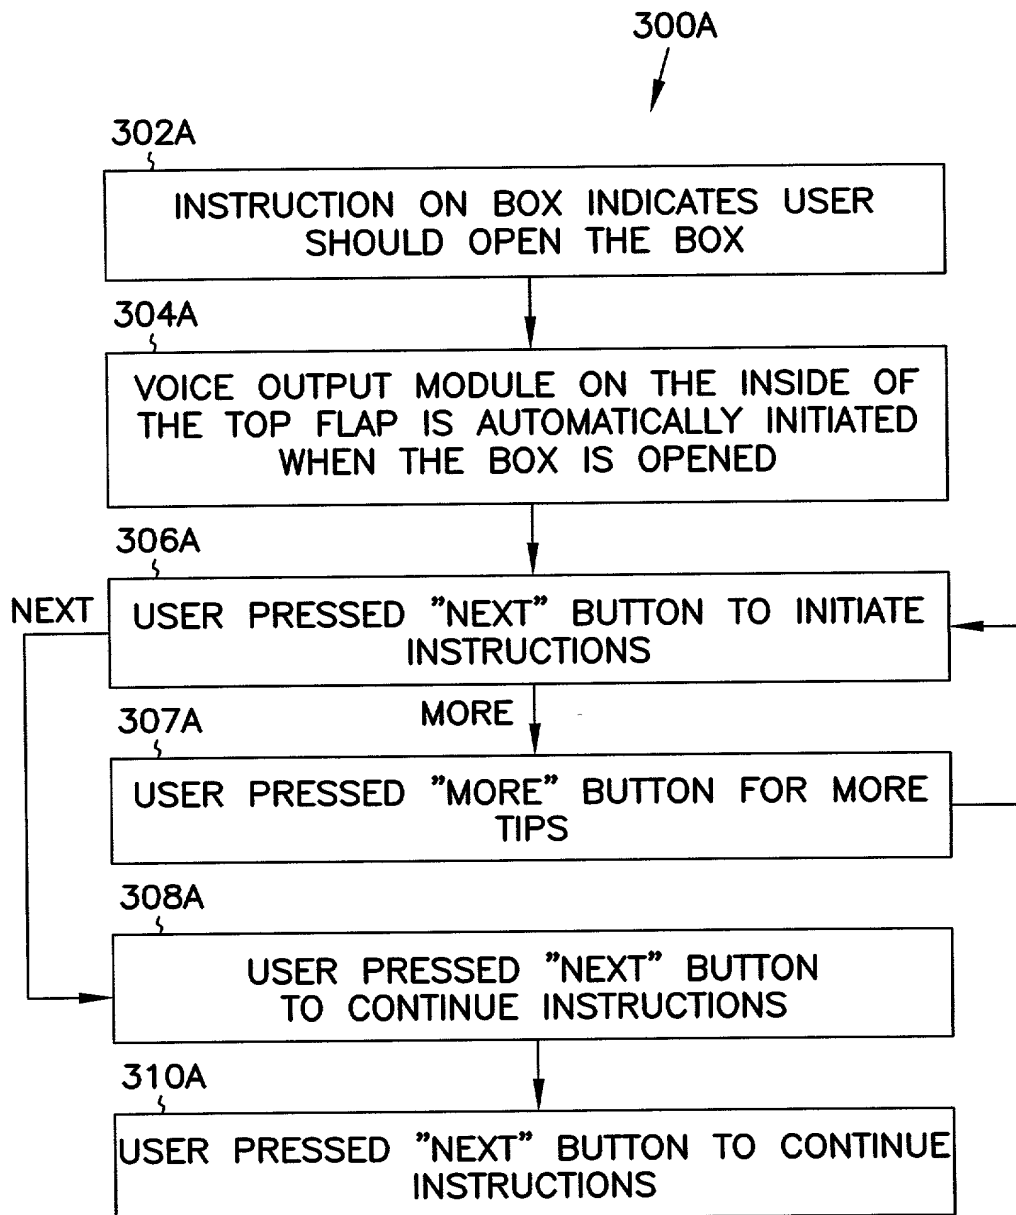 300A
302A
INSTRUCTION ON BOX INDICATES USER
SHOULD OPEN THE BOX
304A
VOICE OUTPUT MODULE ON THE INSIDE OF
THE TOP FLAP IS AUTOMATICALLY INITIATED
WHEN THE BOX IS OPENED
306A
NEXT
USER PRESSED "NEXT" BUTTON TO INITIATE
INSTRUCTIONS
MORE
307A
USER PRESSED "MORE" BUTTON FOR MORE
TIPS
308A
USER PRESSED "NEXT" BUTTON
TO CONTINUE INSTRUCTIONS
310A
USER PRESSED "NEXT" BUTTON TO CONTINUE
INSTRUCTIONS